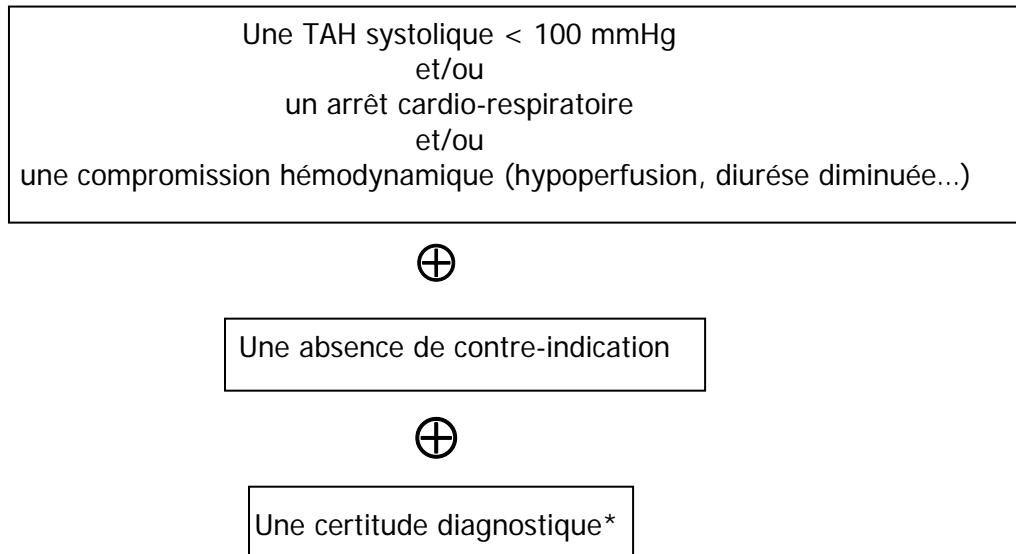 Une TAH systolique < 100 mmHg
et/ou
un arrêt cardio-respiratoire
et/ou
une compromission hémodynamique (hypoperfusion, diurése diminuée...)
⊕
Une absence de contre-indication
⊕
Une certitude diagnostique*